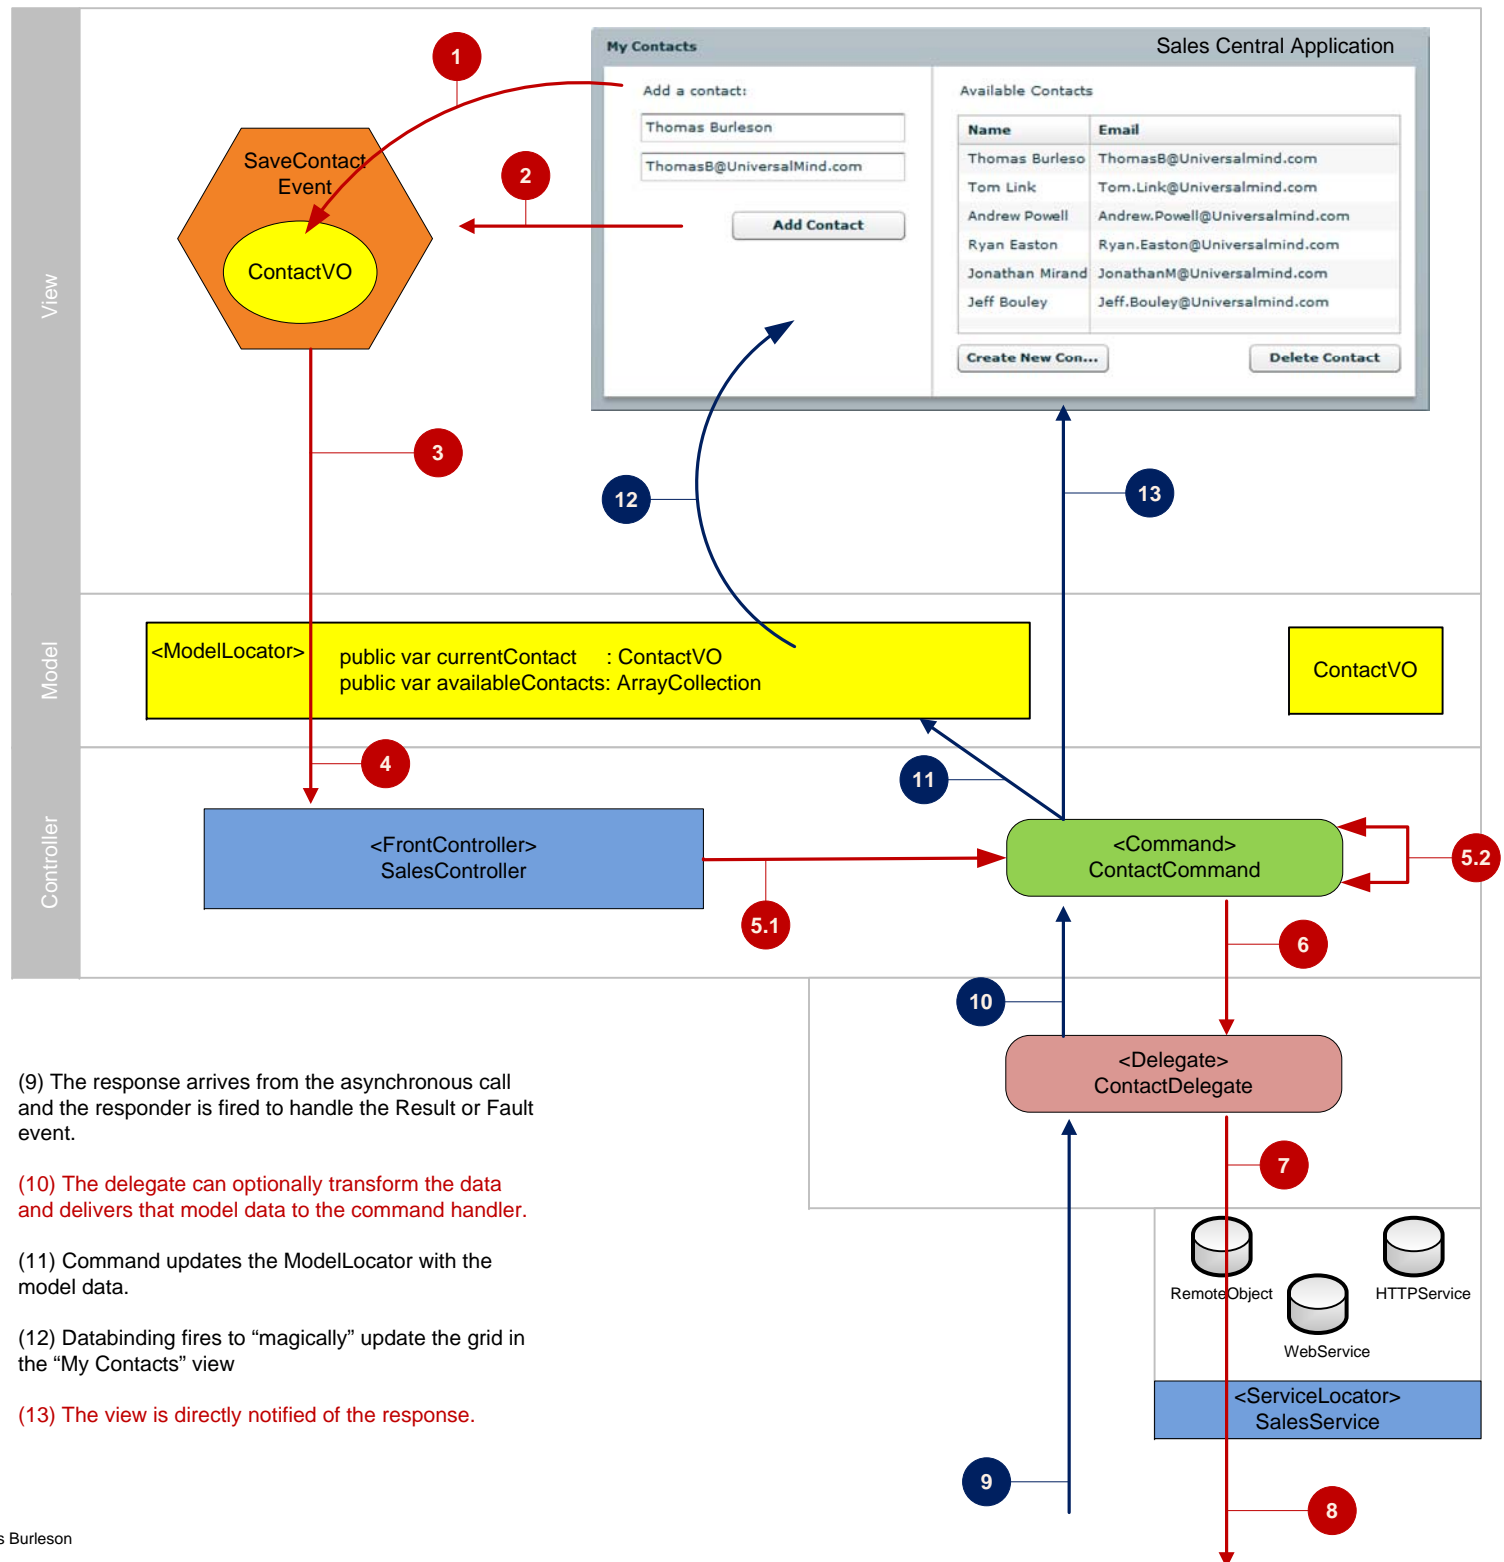 My Contacts
Sales Central Application
1
Add a contact:
Available Contacts
Thomas Burleson
ThomasB@UniversalMind.com
Add Contact
Name Email
Thomas Burleso ThomasB@Universalmind.com
Tom Link Tom.Link@Universalmind.com
Andrew Powell Andrew.Powell@Universalmind.com
Ryan Easton Ryan.Easton@Universalmind.com
Jonathan Mirand JonathanM@Universalmind.com
Jeff Bouley Jeff.Bouley@Universalmind.com
Create New Con...
Delete Contact
SaveContact
Event
ContactVO
2
View
3
12
13
Model
<ModelLocator>
public var currentContact : ContactVO
public var availableContacts: ArrayCollection
ContactVO
4
11
Controller
<FrontController>
SalesController
<Command>
ContactCommand
5.2
5.1
6
10
<Delegate>
ContactDelegate
(9) The response arrives from the asynchronous call
and the responder is fired to handle the Result or Fault
event.
(10) The delegate can optionally transform the data
and delivers that model data to the command handler.
(11) Command updates the ModelLocator with the
model data.
(12) Databinding fires to “magically” update the grid in
the “My Contacts” view
(13) The view is directly notified of the response.
7
RemoteObject
HTTPService
WebService
<ServiceLocator>
SalesService
9
8
s Burleson